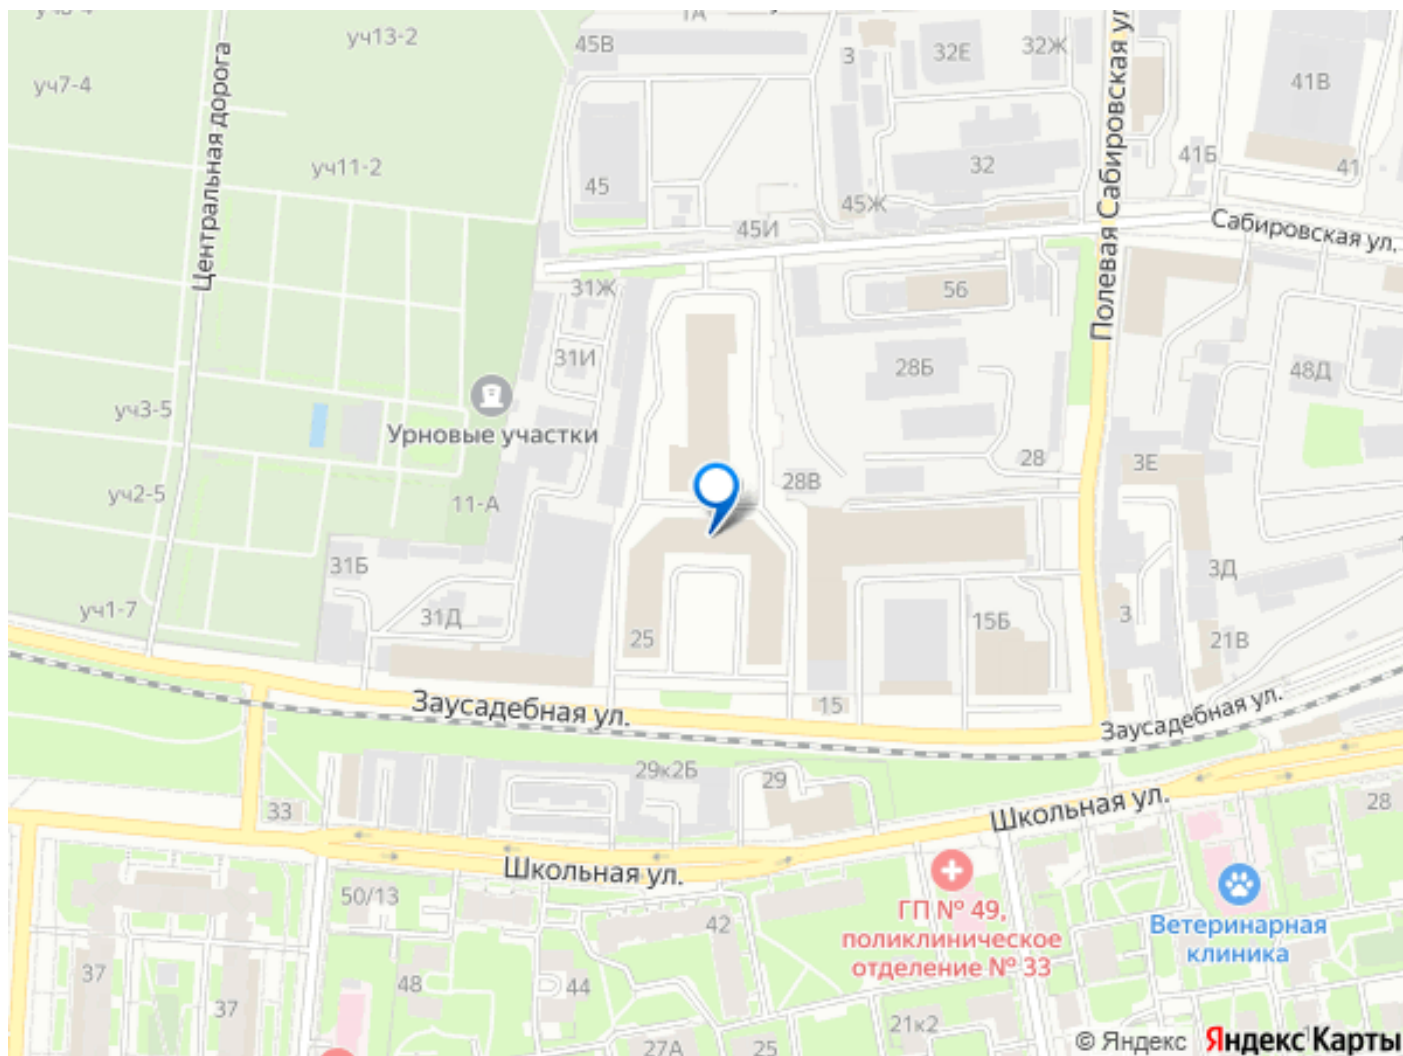 1А
уч13-2
45В
3
32Е
32Ж
уч7-4
41В
Центральная дорога
Полевая Сабировская ул.
уч11-2
45
32
41Б
41
45Ж
45И
Сабировская ул.
31Ж
56
31И
28Б
48Д
уч3-5
Урновые участки
28
3Е
28В
уч2-5
11-А
31Б
3Д
уч1-7
31Д
25
15Б
3
21В
15
Заусадебная ул.
Заусадебная ул.
29к2Б
29
28
33
Школьная ул.
Школьная ул.
50/13
42
ГП № 49,
поликлиническое
отделение № 33
Ветеринарная
клиника
37
48
44
37
21к2
27А
25
© Яндекс Яндекс Карты